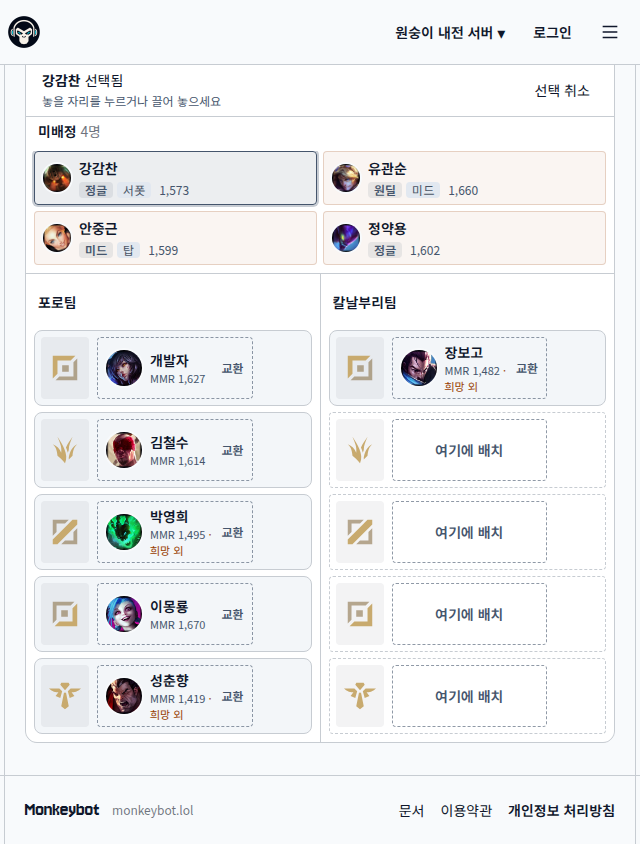 원숭이 내전 서버 ▾
로그인
강감찬 선택됨
놓을 자리를 누르거나 끌어 놓으세요
선택 취소
미배정 4명
강감찬
정글 서폿 1,573
유관순
원딜 미드 1,660
안중근
미드 탑 1,599
정약용
정글 1,602
포로팀
개발자
MMR 1,627
교환
김철수
MMR 1,614
교환
박영희
MMR 1,495 ·
희망 외
교환
이몽룡
MMR 1,670
교환
성춘향
MMR 1,419 ·
희망 외
교환
칼날부리팀
장보고
MMR 1,482 ·
희망 외
교환
여기에 배치
여기에 배치
여기에 배치
여기에 배치
Monkeybot monkeybot.lol
문서 이용약관 개인정보 처리방침